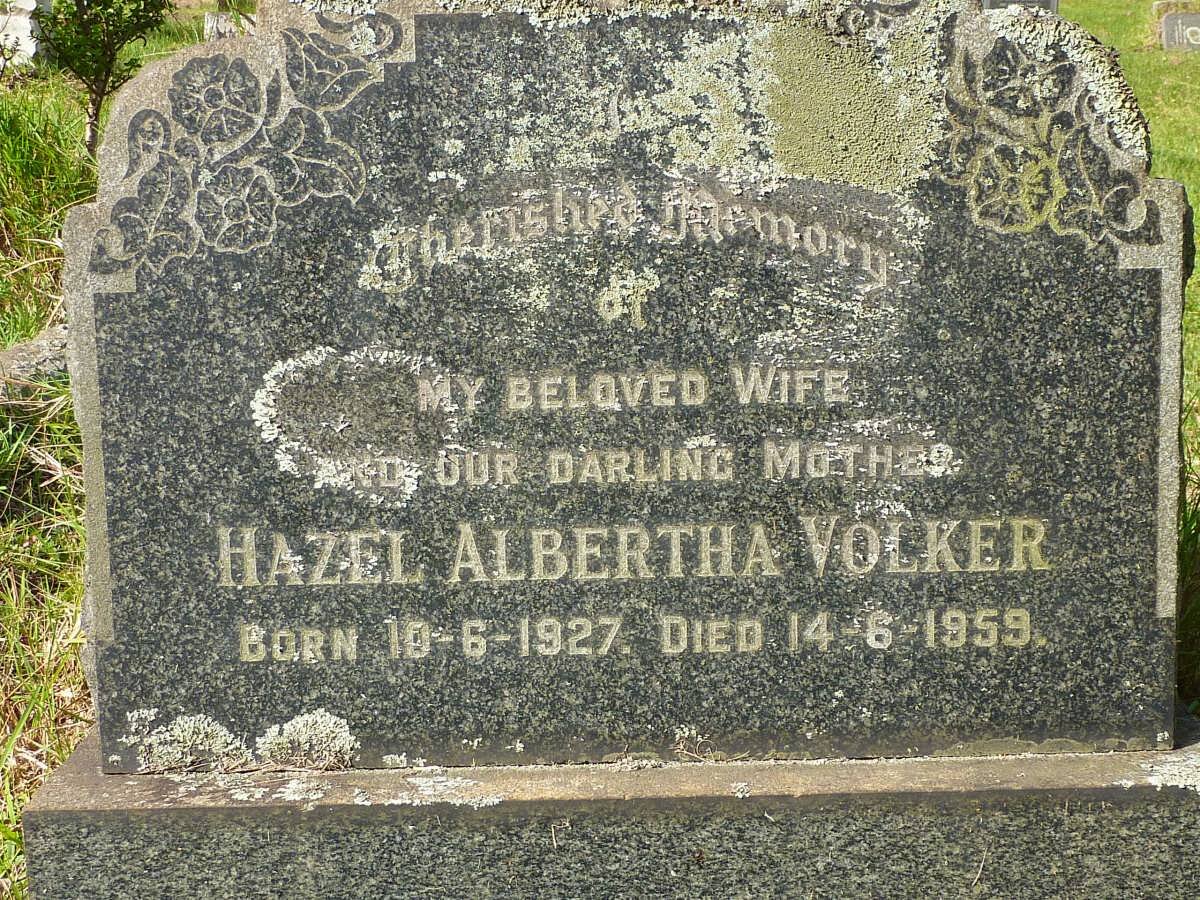 Cherished Memory
of
My Beloved Wife
and our darling Mother
Hazel Albertha Volker
Born 10-6-1927. Died 14-6-1959.